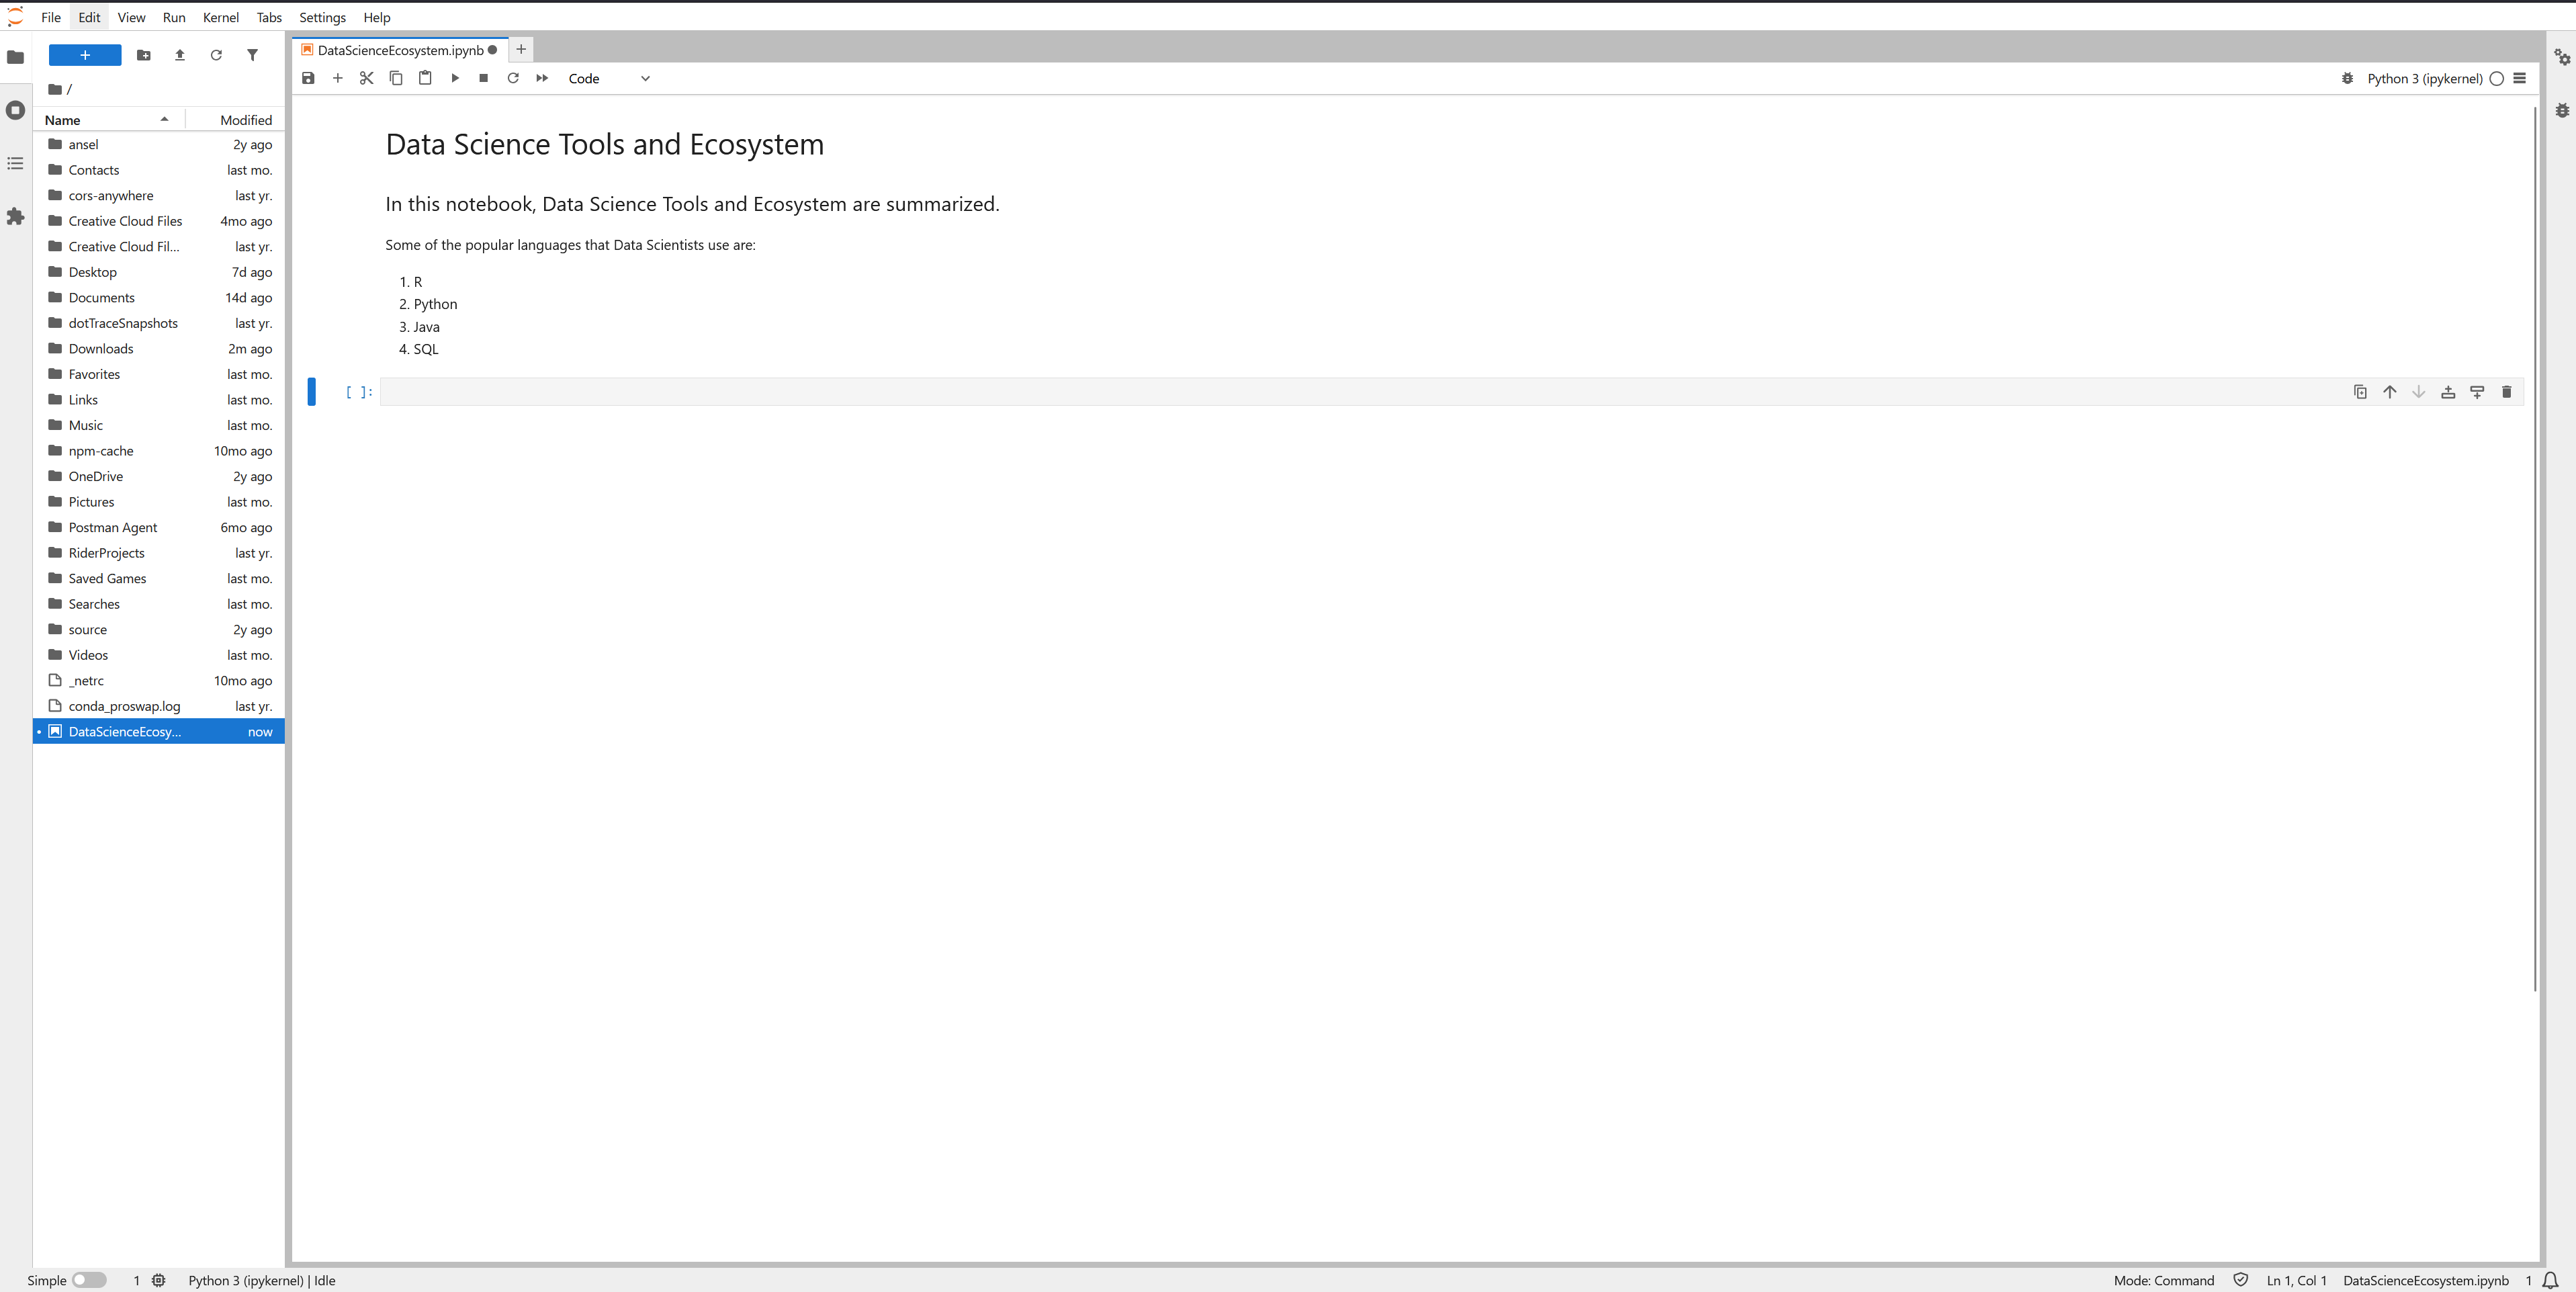 File Edit View Run Kernel Tabs Settings Help
DataScienceEcosystem.ipynb
Code
Python 3 (ipykernel)
/
Name Modified
ansel 2y ago
Contacts last mo.
cors-anywhere last yr.
Creative Cloud Files 4mo ago
Creative Cloud Fil... last yr.
Desktop 7d ago
Documents 14d ago
dotTraceSnapshots last yr.
Downloads 2m ago
Favorites last mo.
Links last mo.
Music last mo.
npm-cache 10mo ago
OneDrive 2y ago
Pictures last mo.
Postman Agent 6mo ago
RiderProjects last yr.
Saved Games last mo.
Searches last mo.
source 2y ago
Videos last mo.
_netrc 10mo ago
conda_proswap.log last yr.
DataScienceEcosy... now
Data Science Tools and Ecosystem
In this notebook, Data Science Tools and Ecosystem are summarized.
Some of the popular languages that Data Scientists use are:
1. R
2. Python
3. Java
4. SQL
[ ]:
Simple 1 Python 3 (ipykernel) | Idle
Mode: Command Ln 1, Col 1 DataScienceEcosystem.ipynb 1